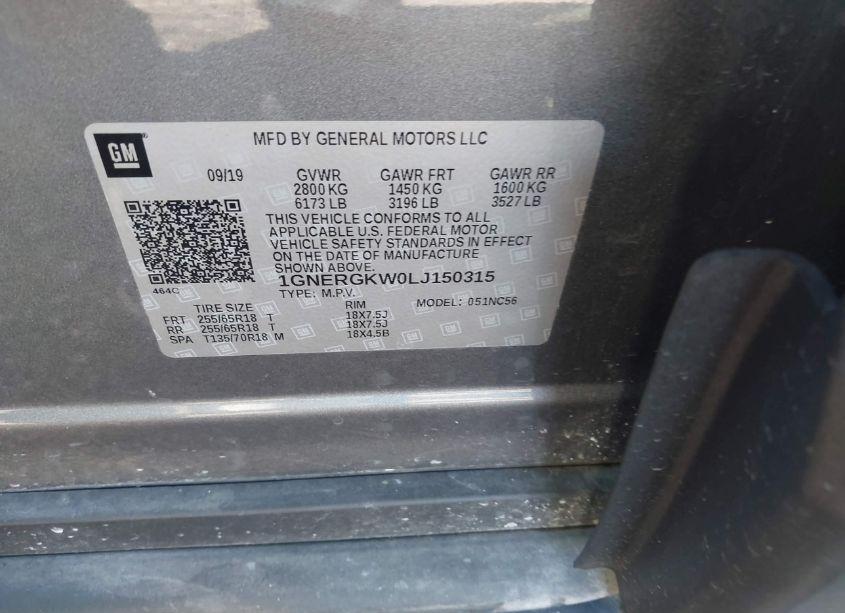 GM
MFD BY GENERAL MOTORS LLC
09/19 GVWR GAWR FRT GAWR RR
2800 KG 1450 KG 1600 KG
6173 LB 3196 LB 3527 LB
THIS VEHICLE CONFORMS TO ALL
APPLICABLE U.S. FEDERAL MOTOR
VEHICLE SAFETY STANDARDS IN EFFECT
ON THE DATE OF MANUFACTURE
SHOWN ABOVE.
464C
1GNERGKW0LJ150315
TYPE: M.P.V. MODEL: 051NC56
TIRE SIZE RIM
FRT 255/65R18 T 18X7.5J
RR 255/65R18 T 18X7.5J
SPA T135/70R18 M 18X4.5B